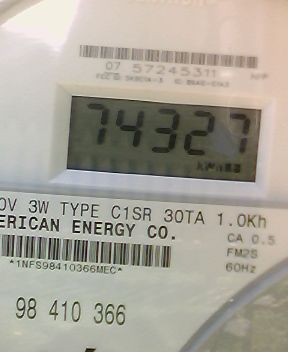 07 57245311
74327
0V 3W TYPE C1SR 30TA 1.0Kh
ERICAN ENERGY CO.
CA 0.5
FM2S
60Hz
*1NFS98410366MEC*
98 410 366